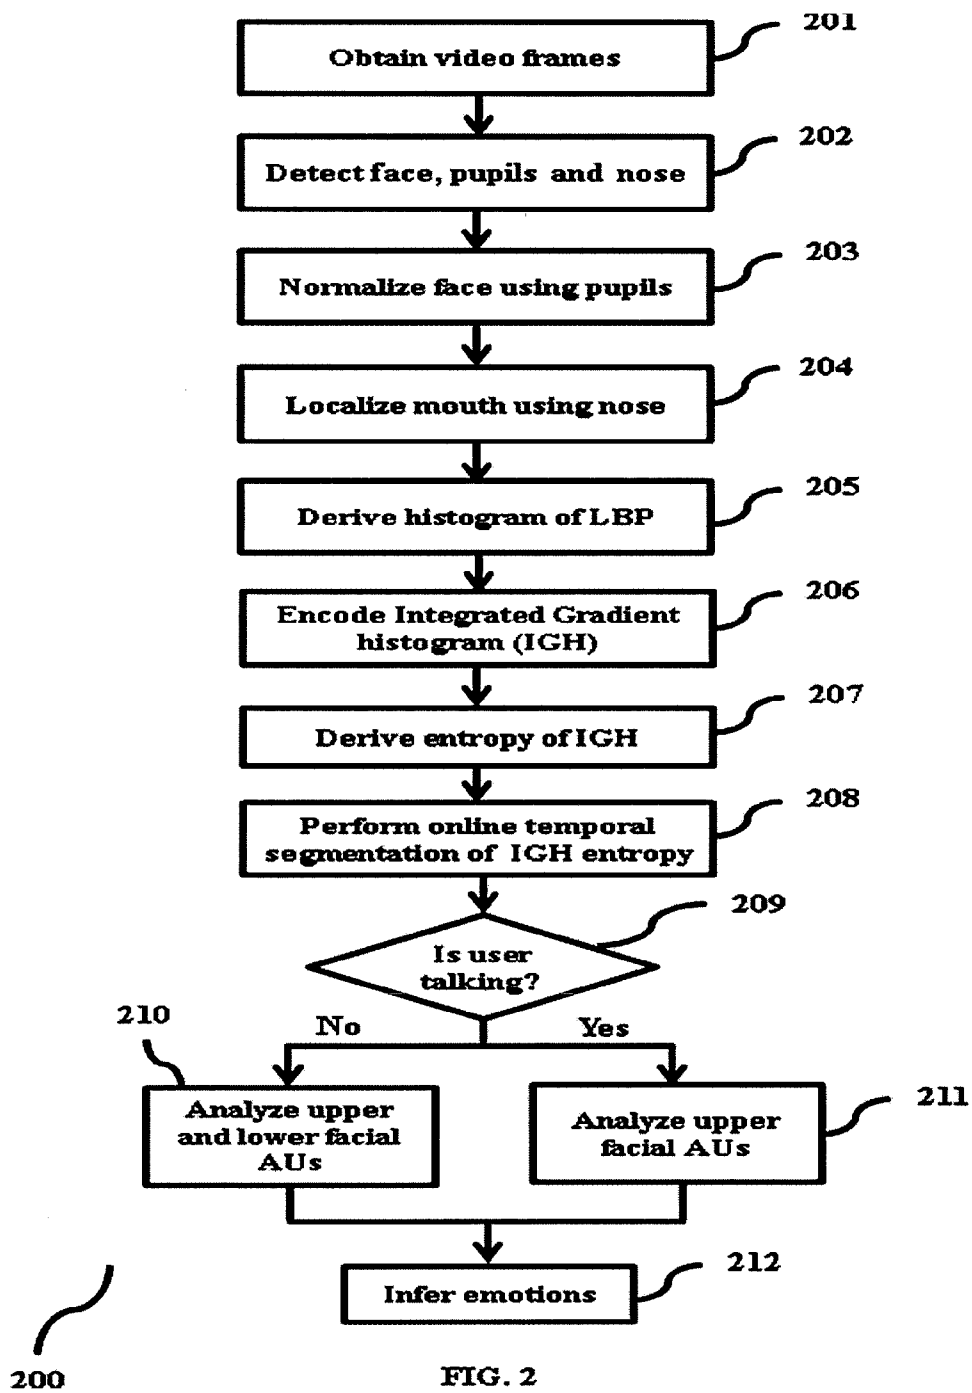 201
Obtain video frames
202
Detect face, pupils and nose
203
Normalize face using pupils
204
Localize mouth using nose
205
Derive histogram of LBP
206
Encode Integrated Gradient
histogram (IGH)
207
Derive entropy of IGH
208
Perform online temporal
segmentation of IGH entropy
209
Is user
talking?
No
Yes
210
Analyze upper
and lower facial
AUs
211
Analyze upper
facial AUs
212
Infer emotions
200
FIG. 2